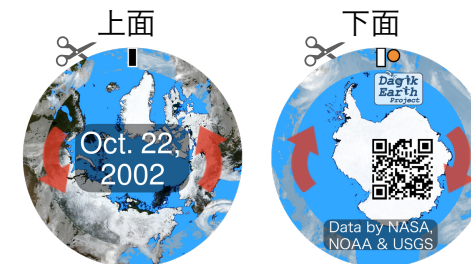 上面
下面
Oct. 22,
2002
Dagik
Earth
Project
Data by NASA,
NOAA & USGS